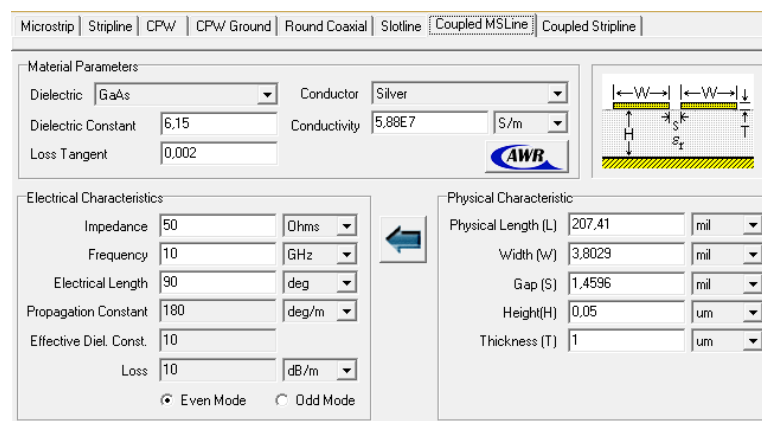 Microstrip Stripline CPW CPW Ground Round Coaxial Slotline Coupled MSLine Coupled Stripline
Material Parameters
Dielectric GaAs Conductor Silver
Dielectric Constant 6,15 Conductivity 5,88E7 S/m
Loss Tangent 0,002 AWR
W W
H S T
εr
Electrical Characteristics Physical Characteristic
Impedance 50 Ohms Physical Length (L) 207,41 mil
Frequency 10 GHz Width (W) 3,8029 mil
Electrical Length 90 deg Gap (S) 1,4596 mil
Propagation Constant 180 deg/m Height(H) 0,05 um
Effective Diel. Const. 10 Thickness (T) 1 um
Loss 10 dB/m
Even Mode Odd Mode